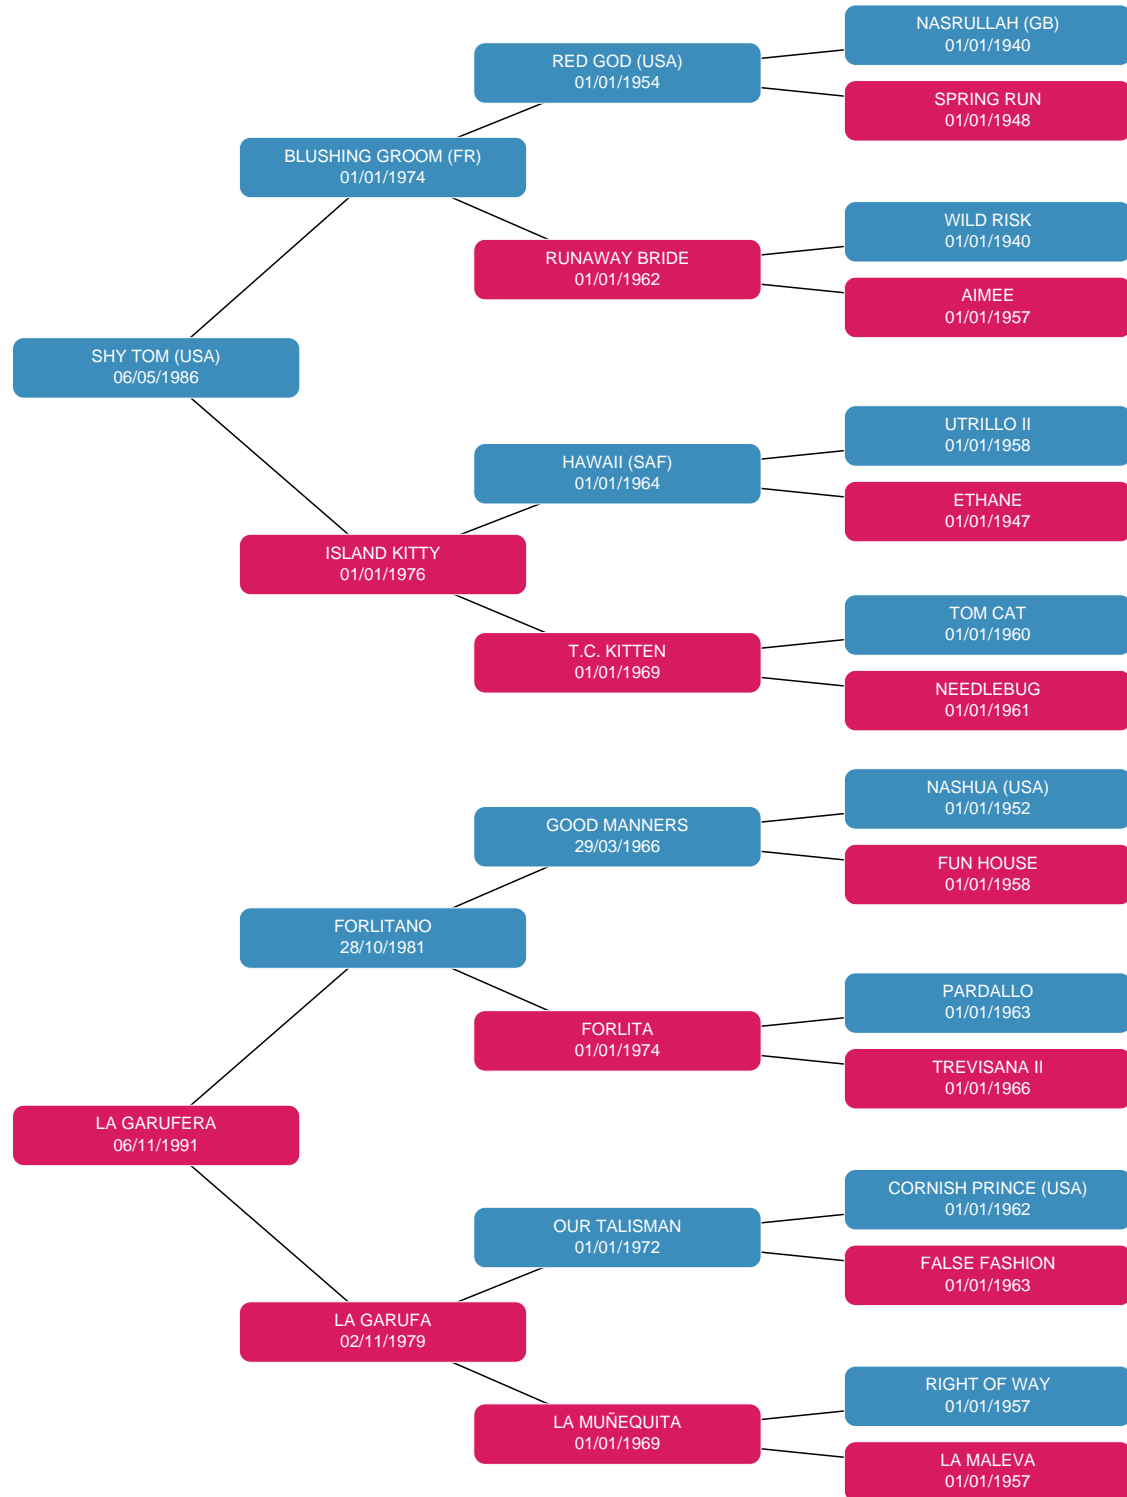 NASRULLAH (GB)
01/01/1940
RED GOD (USA)
01/01/1954
SPRING RUN
01/01/1948
BLUSHING GROOM (FR)
01/01/1974
WILD RISK
01/01/1940
RUNAWAY BRIDE
01/01/1962
AIMEE
01/01/1957
SHY TOM (USA)
06/05/1986
UTRILLO II
01/01/1958
HAWAII (SAF)
01/01/1964
ETHANE
01/01/1947
ISLAND KITTY
01/01/1976
TOM CAT
01/01/1960
T.C. KITTEN
01/01/1969
NEEDLEBUG
01/01/1961
NASHUA (USA)
01/01/1952
GOOD MANNERS
29/03/1966
FUN HOUSE
01/01/1958
FORLITANO
28/10/1981
PARDALLO
01/01/1963
FORLITA
01/01/1974
TREVISANA II
01/01/1966
LA GARUFERA
06/11/1991
CORNISH PRINCE (USA)
01/01/1962
OUR TALISMAN
01/01/1972
FALSE FASHION
01/01/1963
LA GARUFA
02/11/1979
RIGHT OF WAY
01/01/1957
LA MUÑEQUITA
01/01/1969
LA MALEVA
01/01/1957